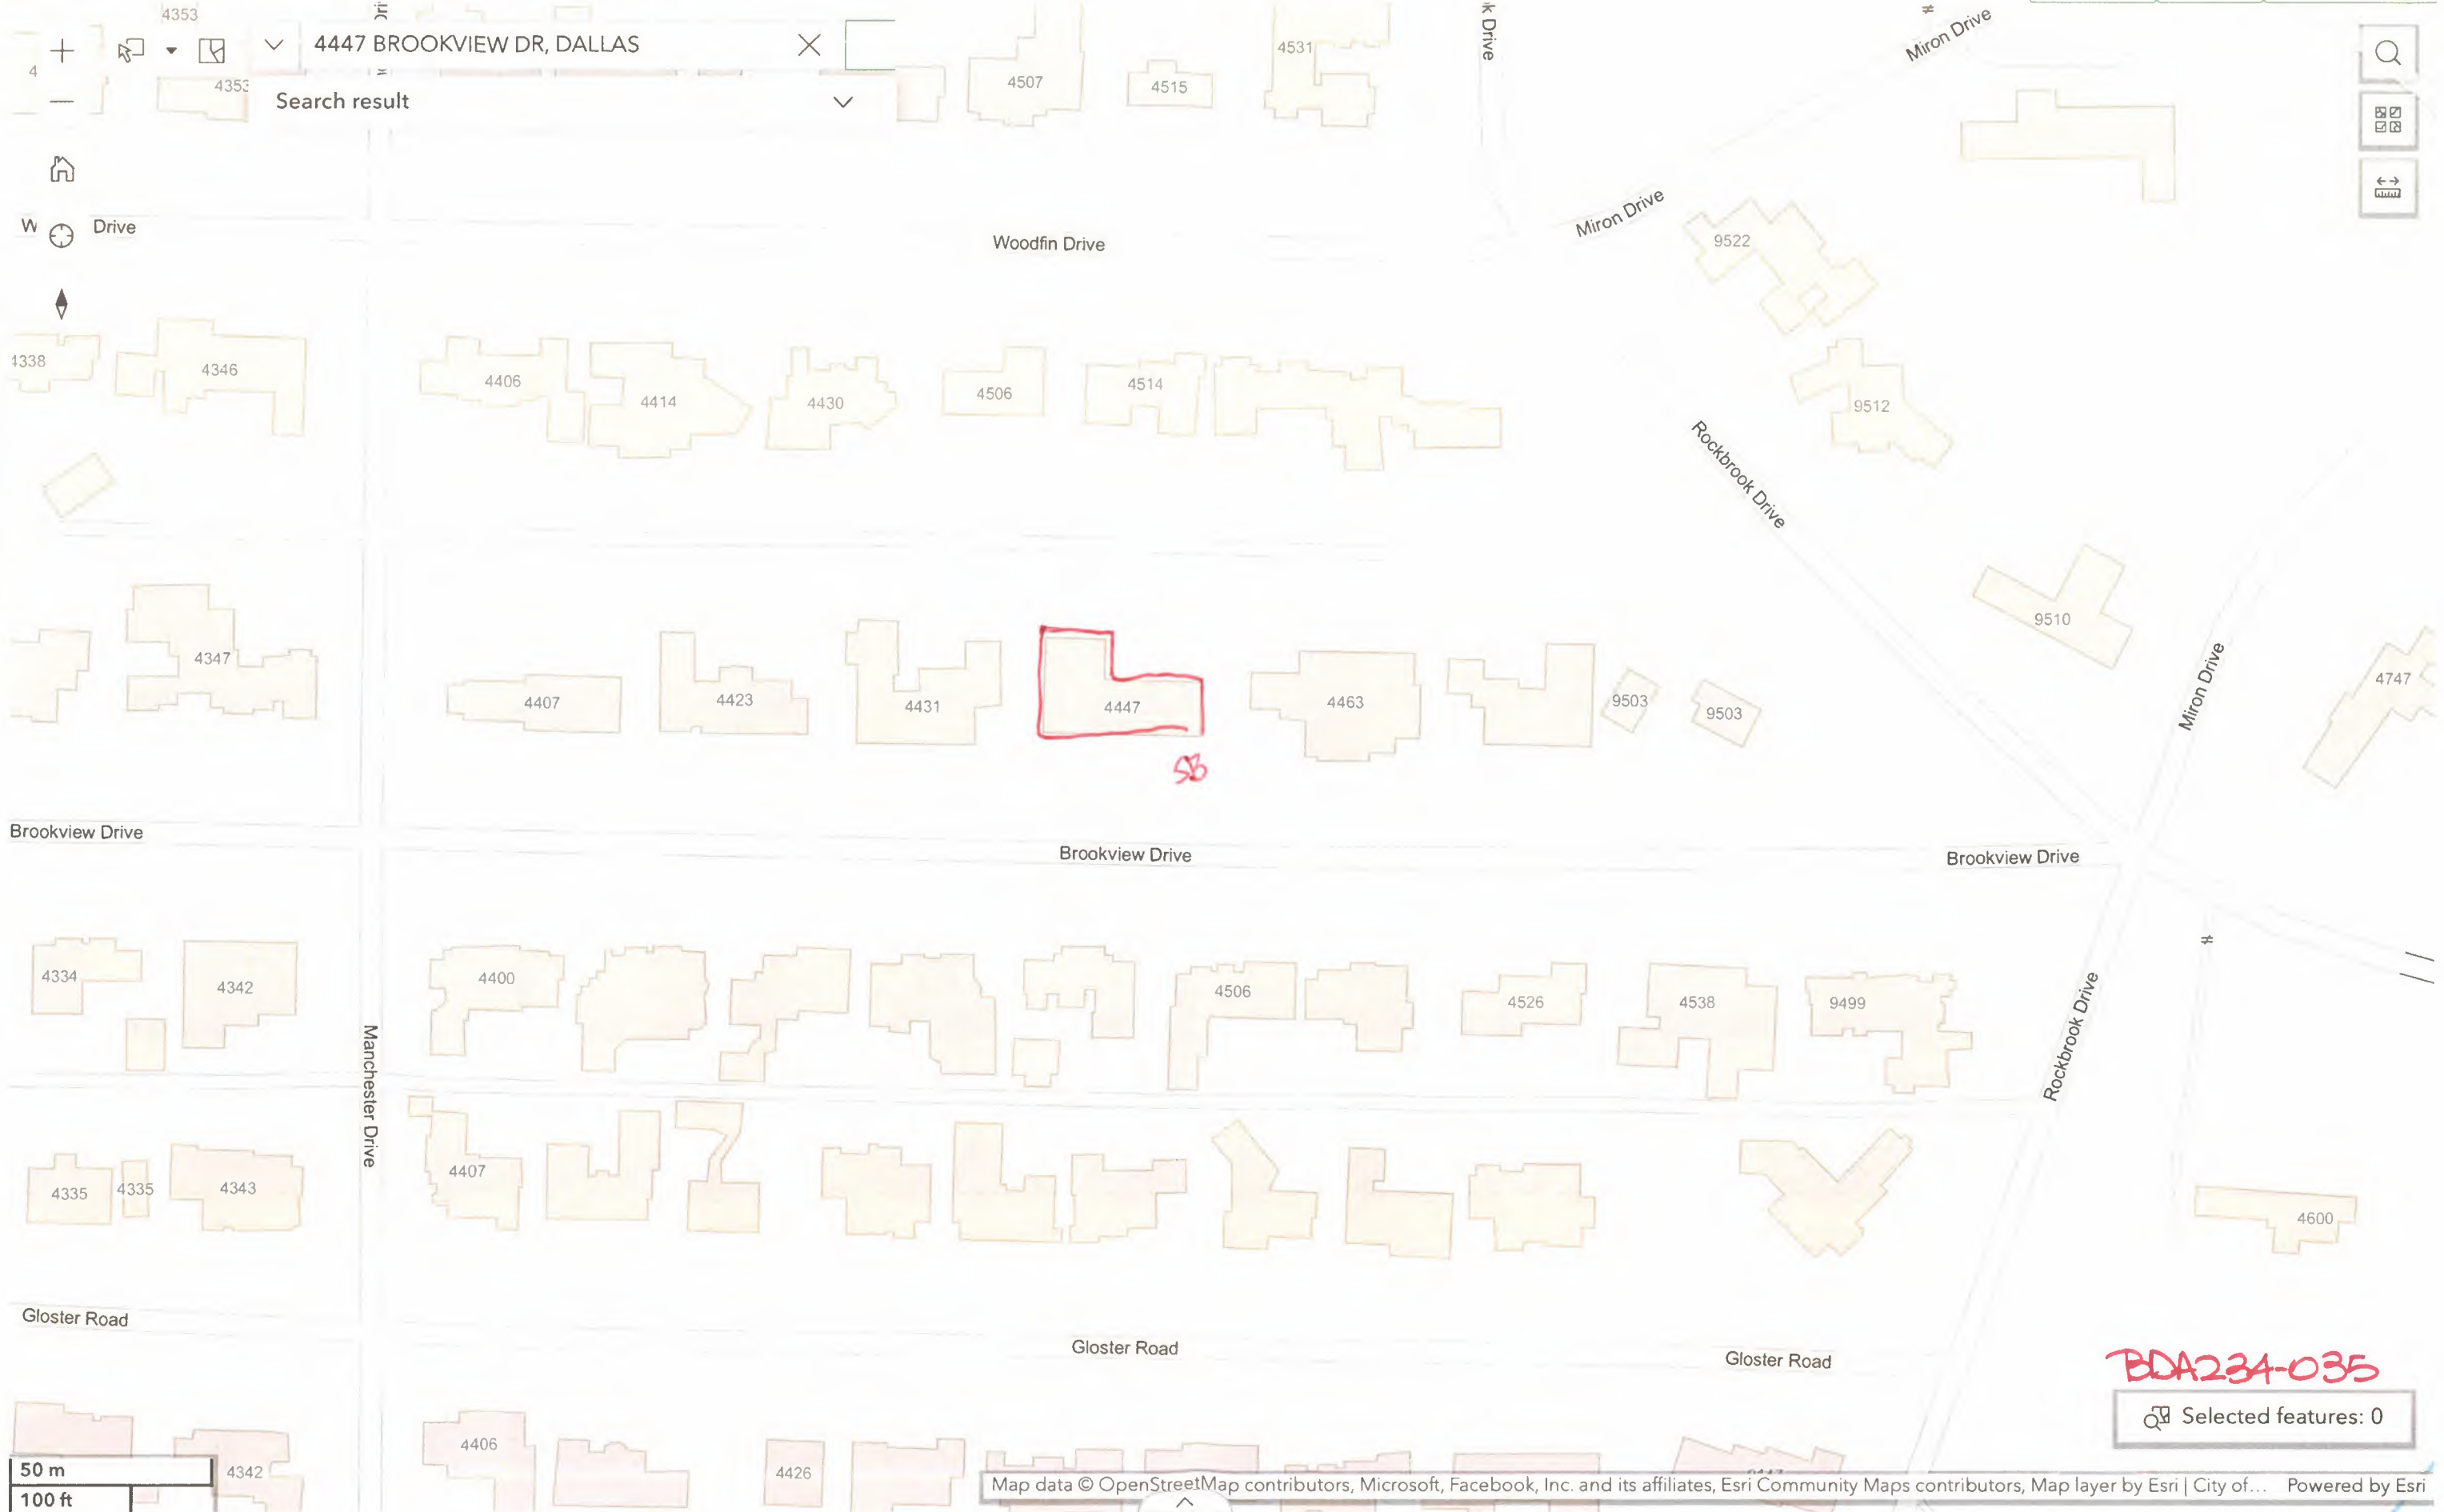 4353
4447 BROOKVIEW DR, DALLAS
Search result
4353
4507
4515
4531
k Drive
Miron Drive
Miron Drive
W Drive
Woodfin Drive
9522
4338
4346
4406
4414
4430
4506
4514
9512
Rockbrook Drive
4347
4407
4423
4431
4447
4463
9503
9503
9510
4747
Miron Drive
SB
Brookview Drive
Brookview Drive
Brookview Drive
4334
4342
4400
4506
4526
4538
9499
Manchester Drive
Rockbrook Drive
4335
4335
4343
4407
4600
Gloster Road
Gloster Road
Gloster Road
BDA234-035
Selected features: 0
4406
4342
4426
50 m
100 ft
Map data © OpenStreetMap contributors, Microsoft, Facebook, Inc. and its affiliates, Esri Community Maps contributors, Map layer by Esri | City of... Powered by Esri